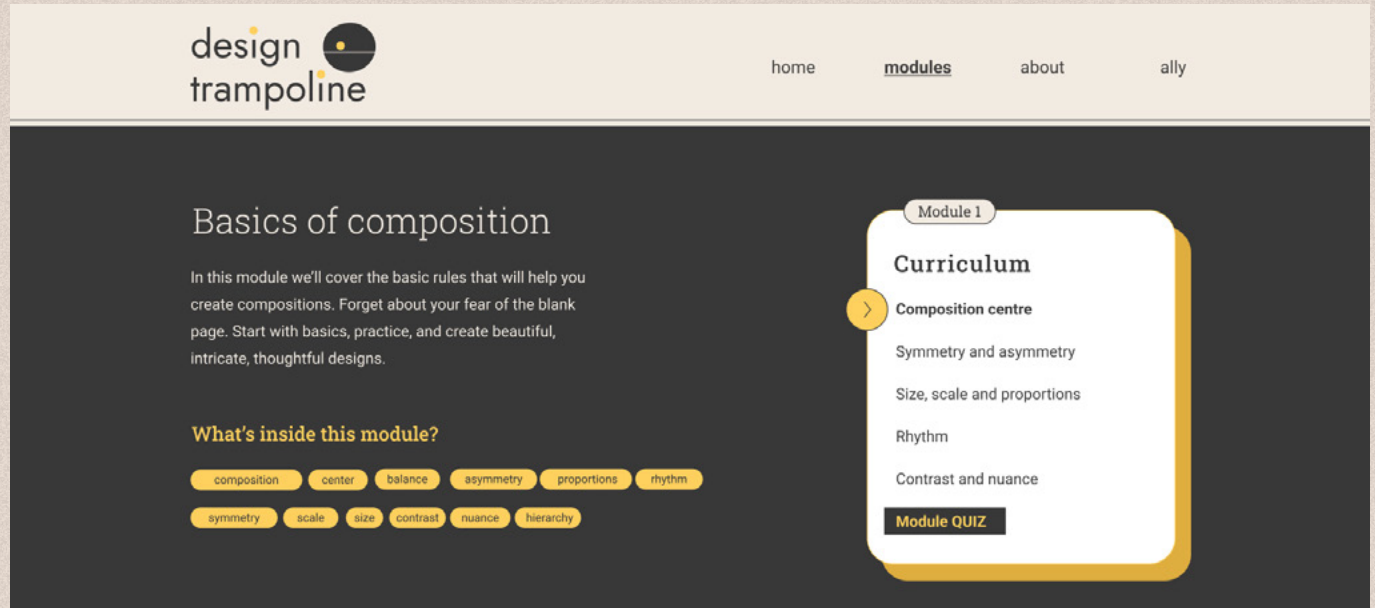 design
trampoline
home modules about ally
Basics of composition
In this module we'll cover the basic rules that will help you
create compositions. Forget about your fear of the blank
page. Start with basics, practice, and create beautiful,
intricate, thoughtful designs.
What's inside this module?
composition center balance asymmetry proportions rhythm
symmetry scale size contrast nuance hierarchy
Module 1
Curriculum
Composition centre
Symmetry and asymmetry
Size, scale and proportions
Rhythm
Contrast and nuance
Module QUIZ